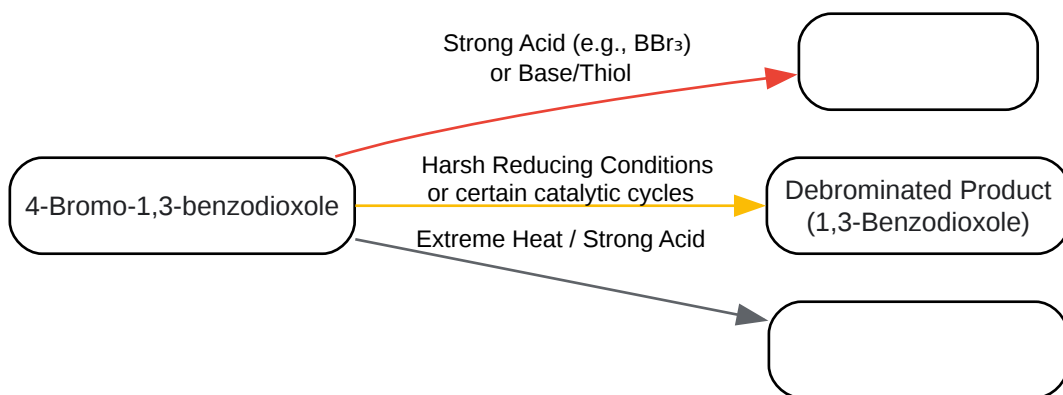 Strong Acid (e.g., BBr₃)
or Base/Thiol
4-Bromo-1,3-benzodioxole
Harsh Reducing Conditions
or certain catalytic cycles
Debrominated Product
(1,3-Benzodioxole)
Extreme Heat / Strong Acid